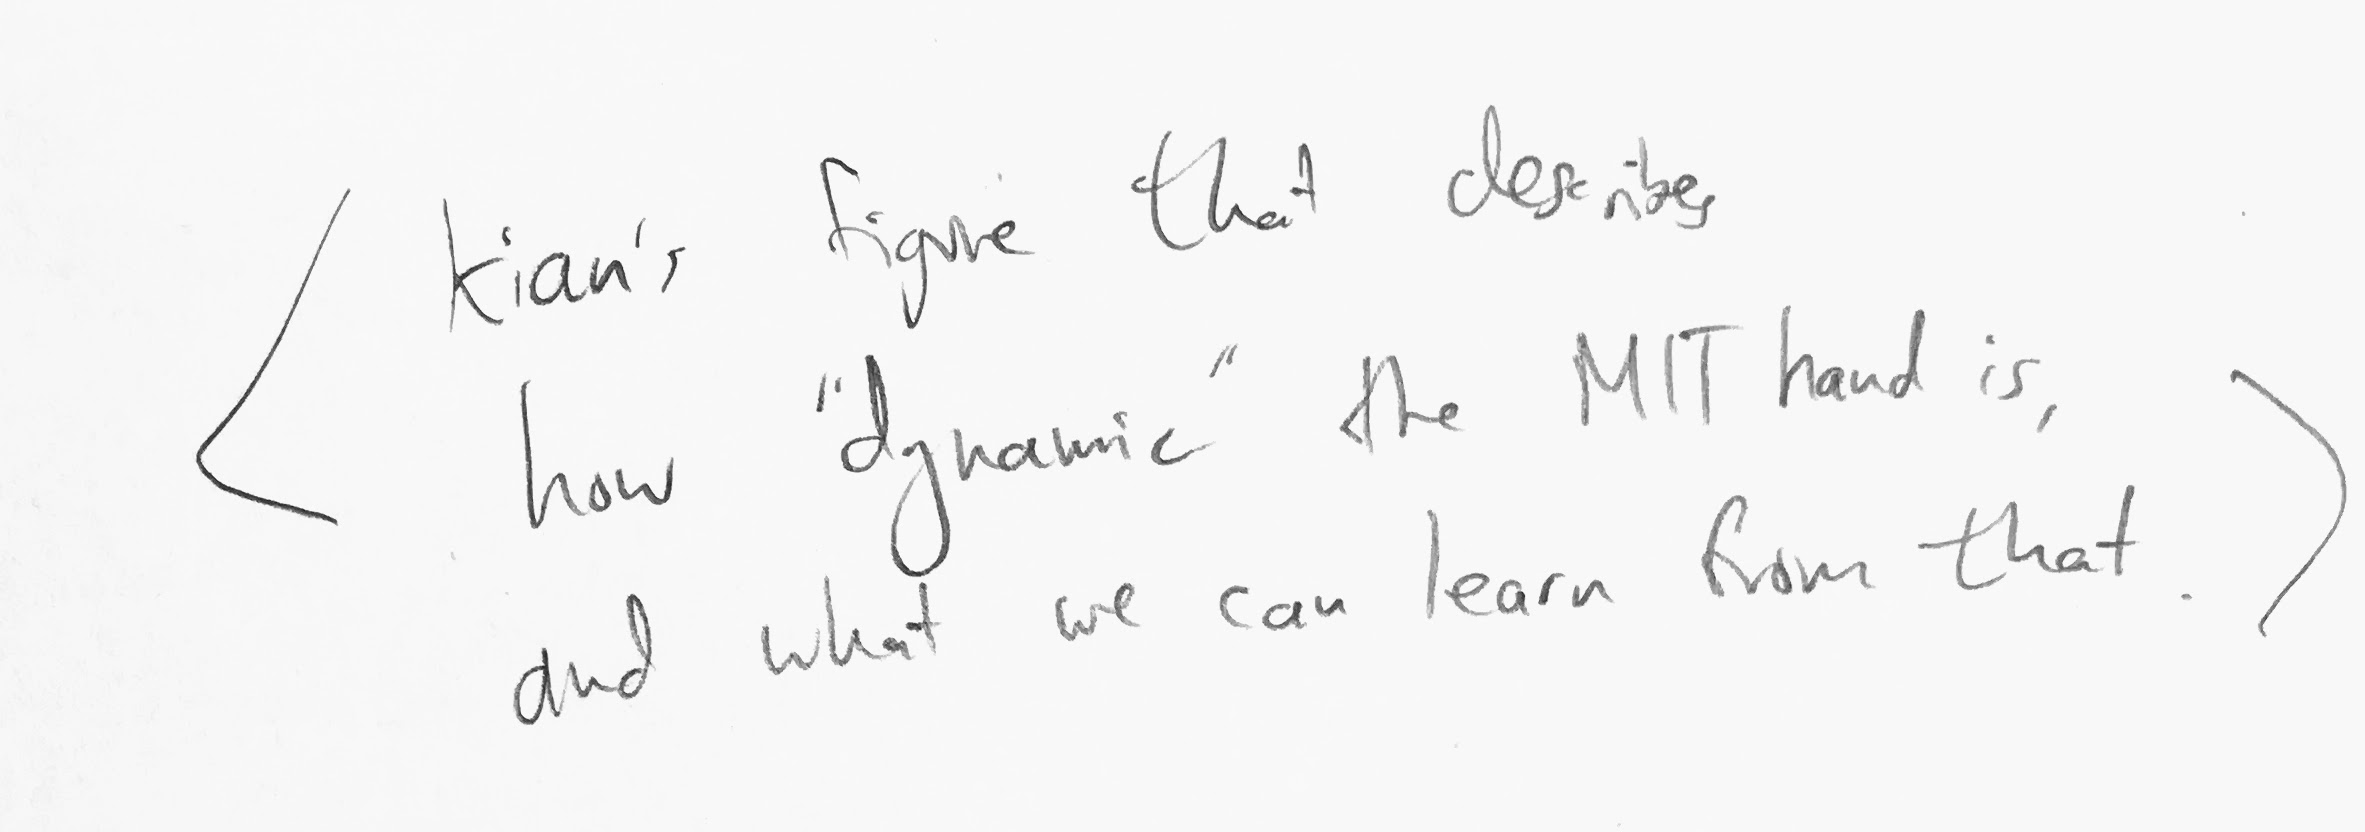 < Kian's figure that describes
how "dynamic" the MIT hand is,
and what we can learn from that. >